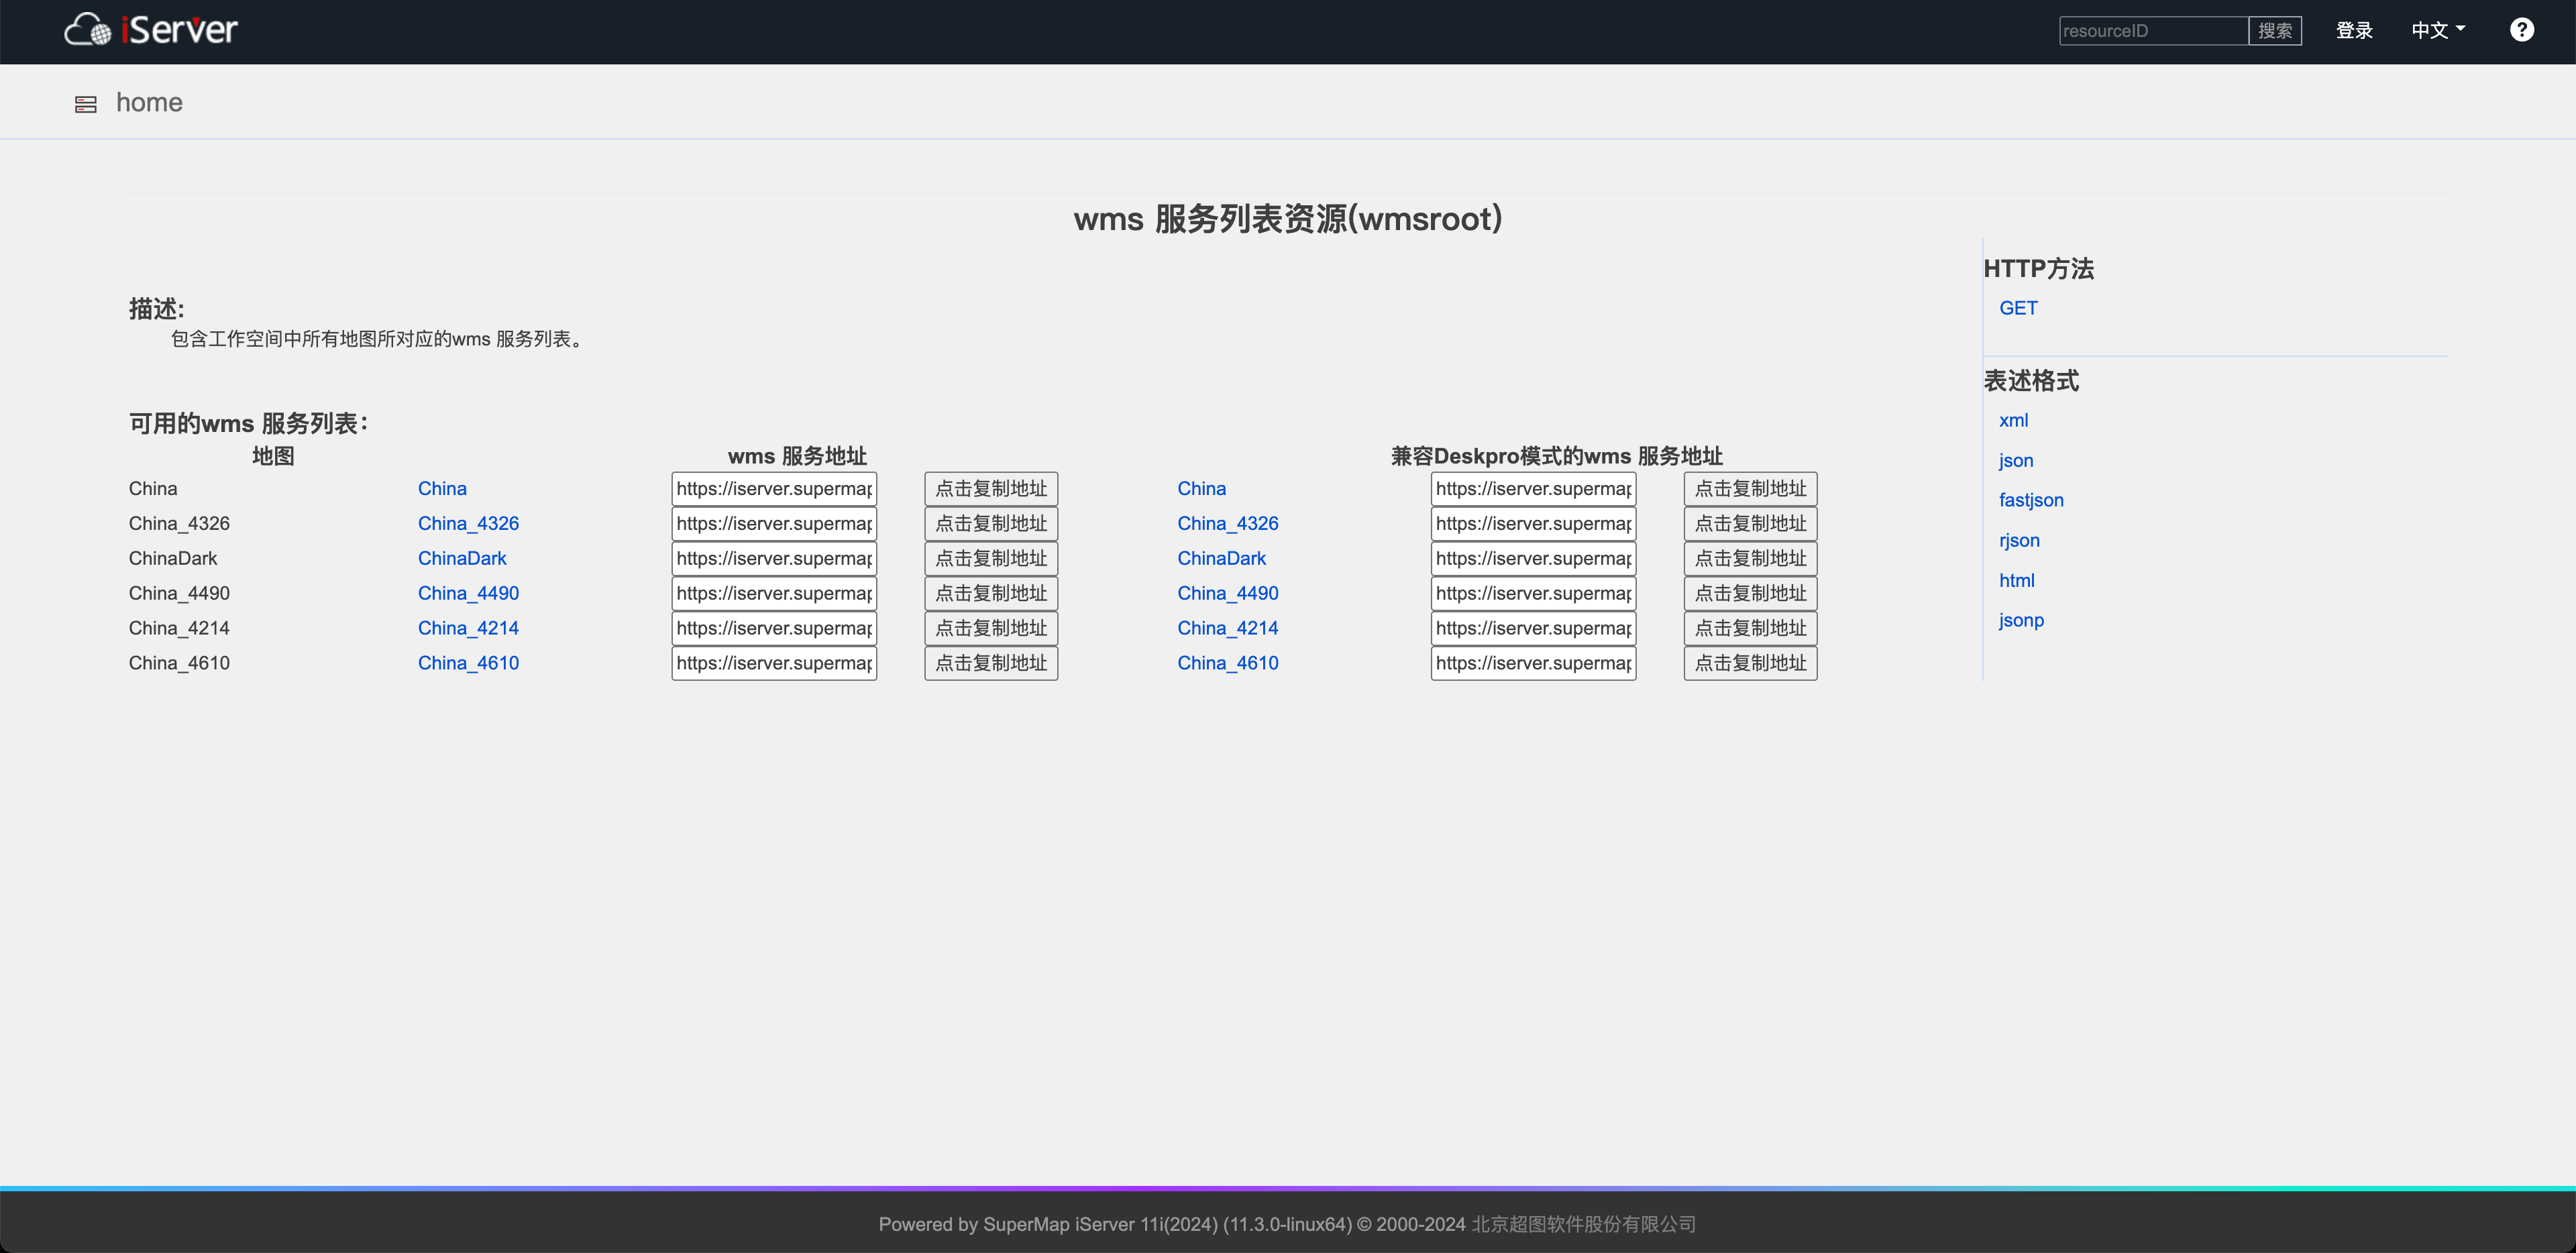 iServer
resourceID 搜索 登录 中文 ?
home
wms 服务列表资源(wmsroot)
描述:
包含工作空间中所有地图所对应的wms 服务列表。
可用的wms 服务列表:
地图 wms 服务地址 兼容Deskpro模式的wms 服务地址
China China https://iserver.supermap 点击复制地址 China https://iserver.supermap 点击复制地址
China_4326 China_4326 https://iserver.supermap 点击复制地址 China_4326 https://iserver.supermap 点击复制地址
ChinaDark ChinaDark https://iserver.supermap 点击复制地址 ChinaDark https://iserver.supermap 点击复制地址
China_4490 China_4490 https://iserver.supermap 点击复制地址 China_4490 https://iserver.supermap 点击复制地址
China_4214 China_4214 https://iserver.supermap 点击复制地址 China_4214 https://iserver.supermap 点击复制地址
China_4610 China_4610 https://iserver.supermap 点击复制地址 China_4610 https://iserver.supermap 点击复制地址
HTTP方法
GET
表述格式
xml
json
fastjson
rjson
html
jsonp
Powered by SuperMap iServer 11i(2024) (11.3.0-linux64) © 2000-2024 北京超图软件股份有限公司